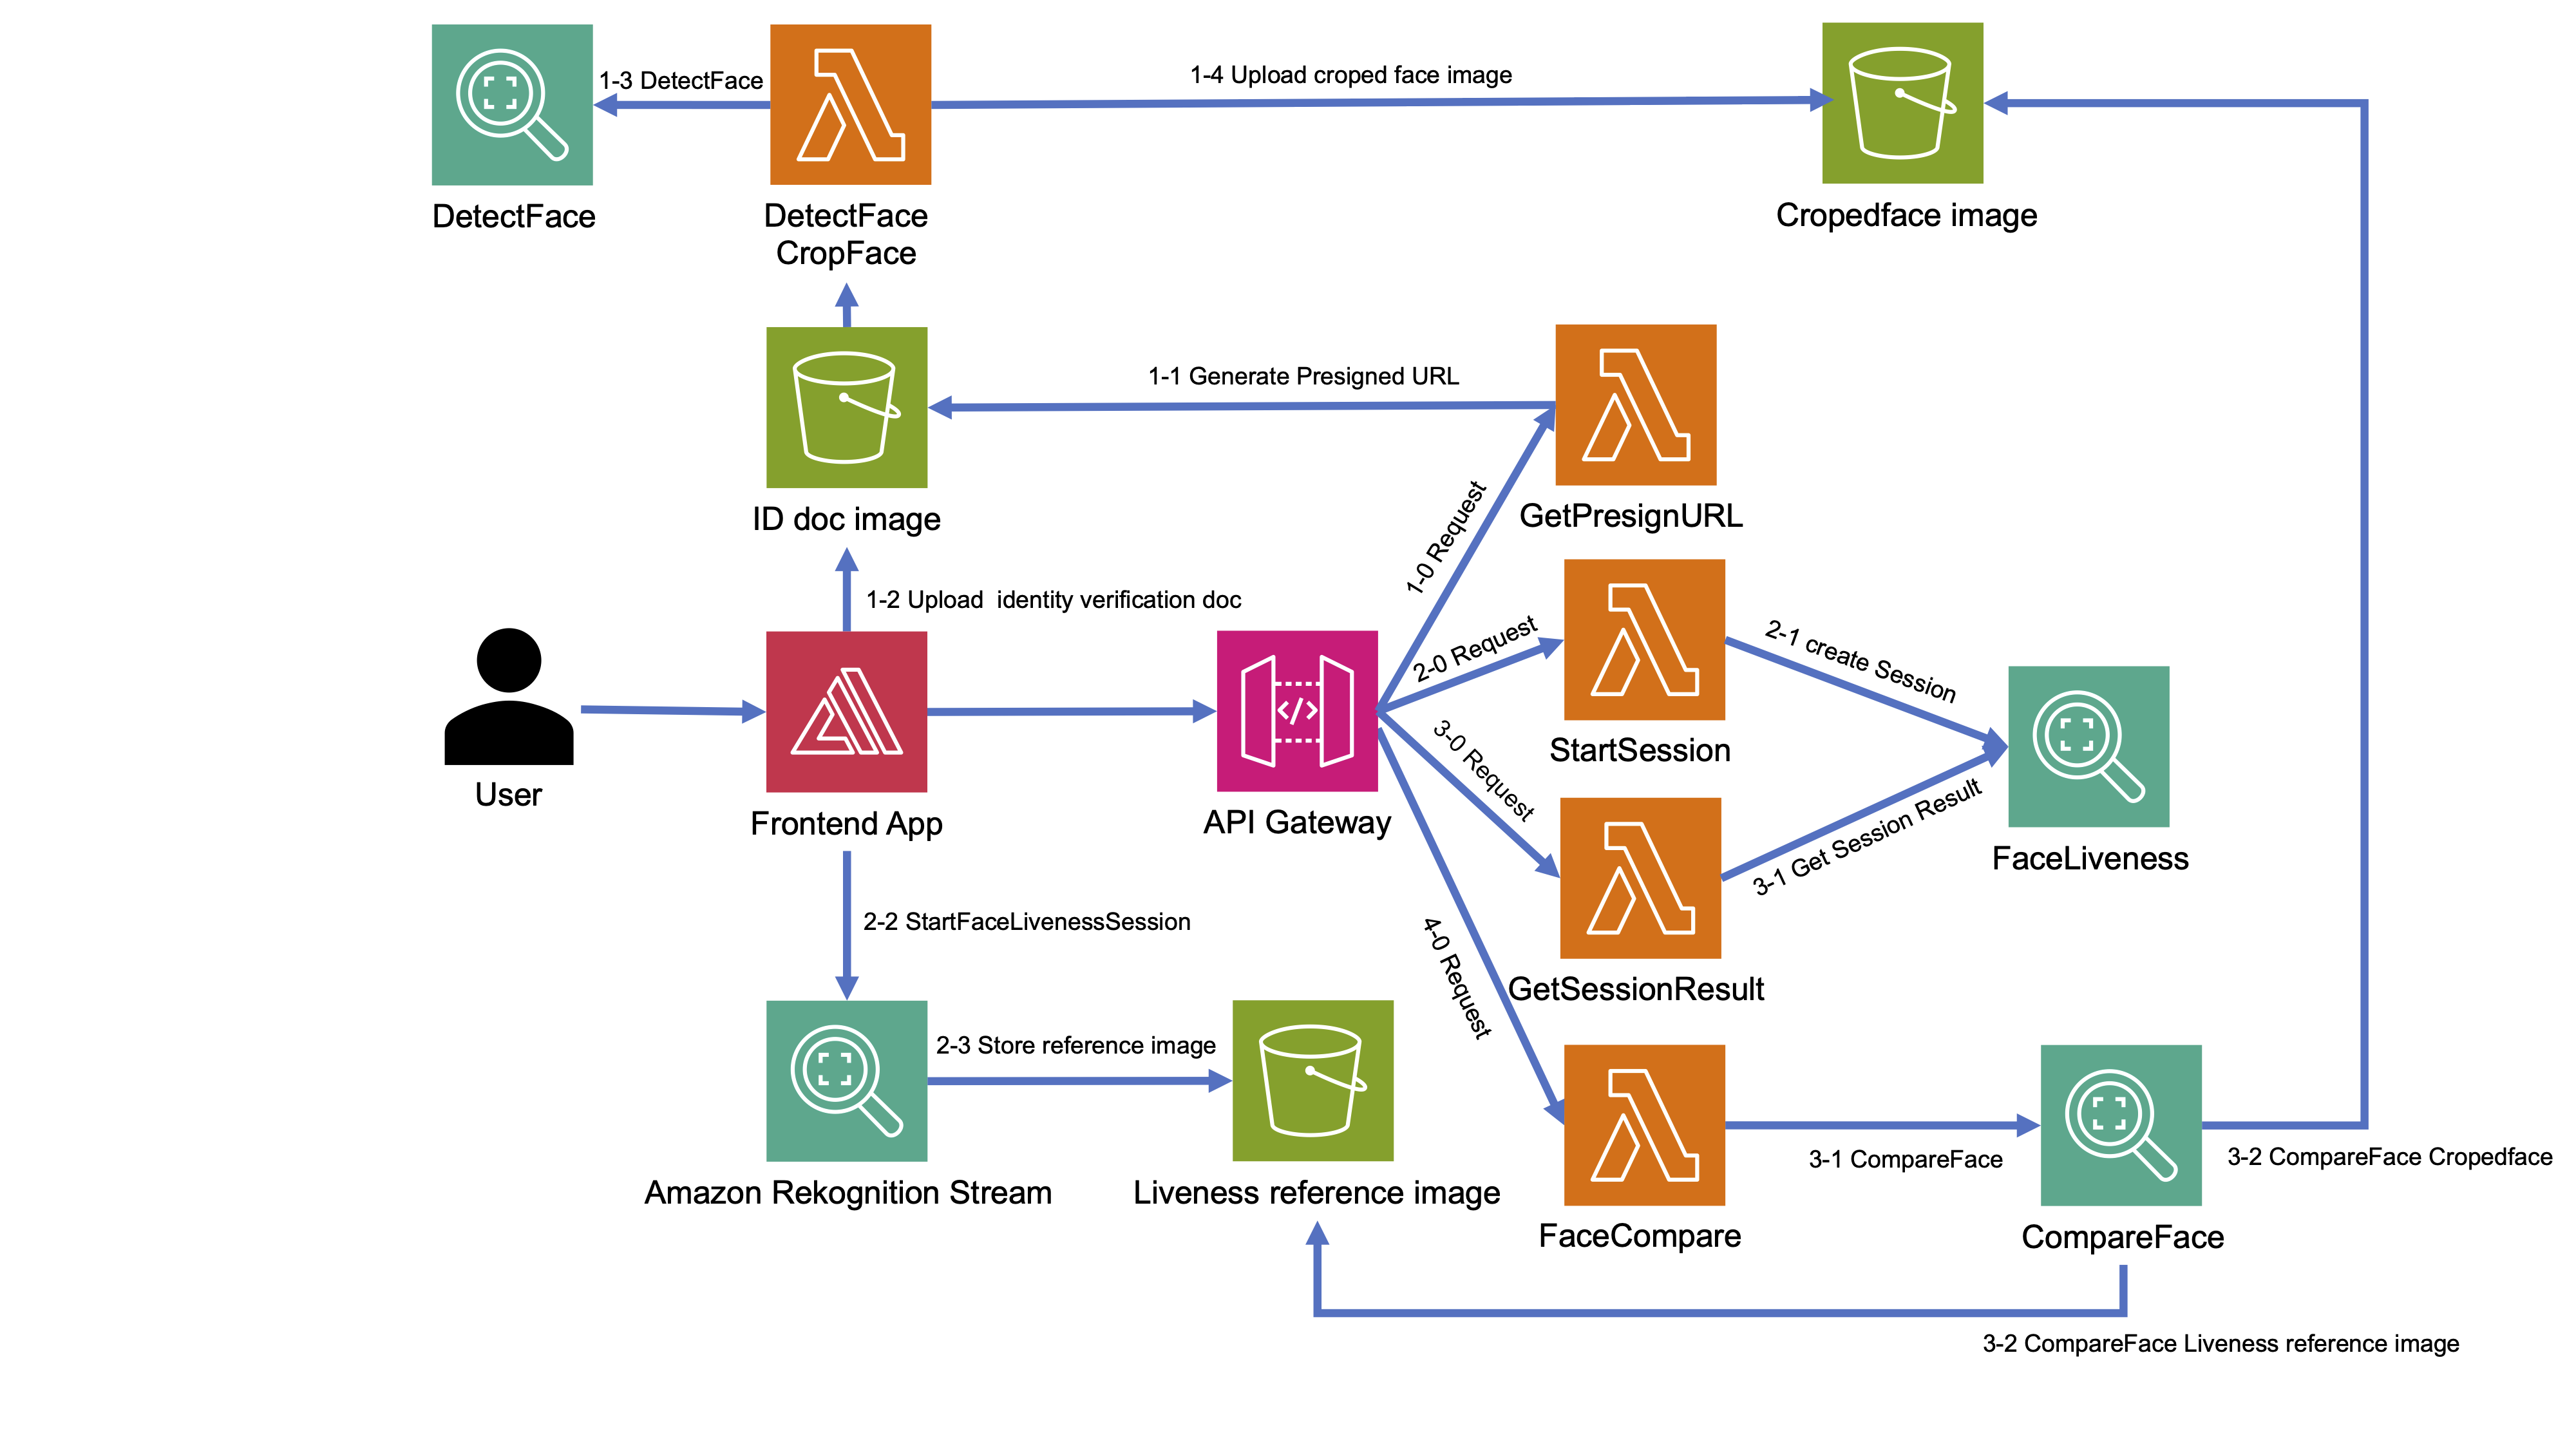 1-3 DetectFace
1-4 Upload croped face image
DetectFace
DetectFace
CropFace
Cropedface image
1-1 Generate Presigned URL
ID doc image
1-0 Request
GetPresignURL
1-2 Upload  identity verification doc
2-0 Request
2-1 create Session
StartSession
User
Frontend App
API Gateway
</>
3-0 Request
3-1 Get Session Result
FaceLiveness
2-2 StartFaceLivenessSession
4-0 Request
GetSessionResult
2-3 Store reference image
3-1 CompareFace
3-2 CompareFace Cropedface
Amazon Rekognition Stream
Liveness reference image
FaceCompare
CompareFace
3-2 CompareFace Liveness reference image